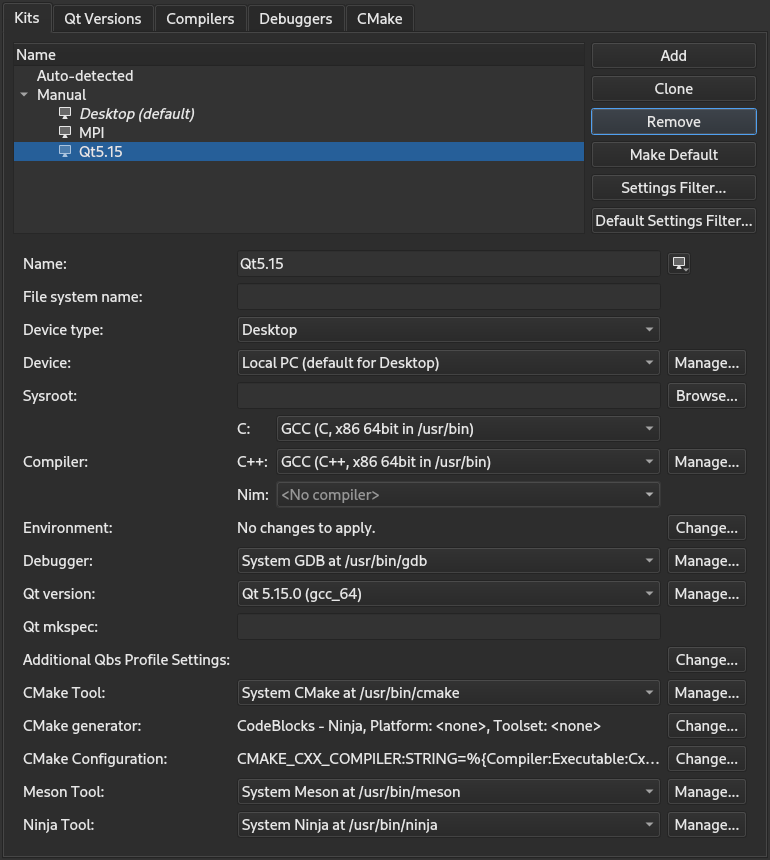 Kits Qt Versions Compilers Debuggers CMake
Name
Auto-detected
Manual
Desktop (default)
MPI
Qt5.15
Add
Clone
Remove
Make Default
Settings Filter...
Default Settings Filter...
Name: Qt5.15
File system name:
Device type: Desktop
Device: Local PC (default for Desktop) Manage...
Sysroot: Browse...
C: GCC (C, x86 64bit in /usr/bin)
Compiler: C++: GCC (C++, x86 64bit in /usr/bin) Manage...
Nim: <No compiler>
Environment: No changes to apply. Change...
Debugger: System GDB at /usr/bin/gdb Manage...
Qt version: Qt 5.15.0 (gcc_64) Manage...
Qt mkspec:
Additional Qbs Profile Settings: Change...
CMake Tool: System CMake at /usr/bin/cmake Manage...
CMake generator: CodeBlocks - Ninja, Platform: <none>, Toolset: <none> Change...
CMake Configuration: CMAKE_CXX_COMPILER:STRING=%{Compiler:Executable:Cx... Change...
Meson Tool: System Meson at /usr/bin/meson Manage...
Ninja Tool: System Ninja at /usr/bin/ninja Manage...